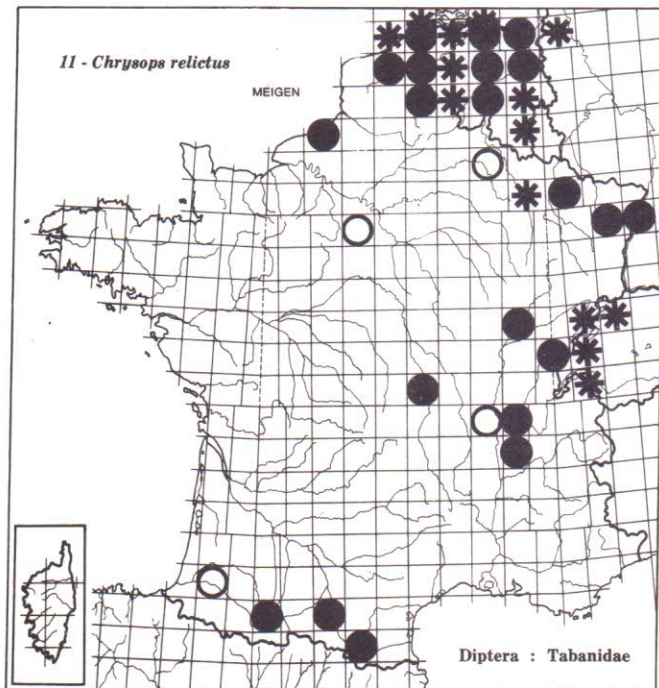 11 - Chrysops relictus
MEIGEN
Diptera : Tabanidae